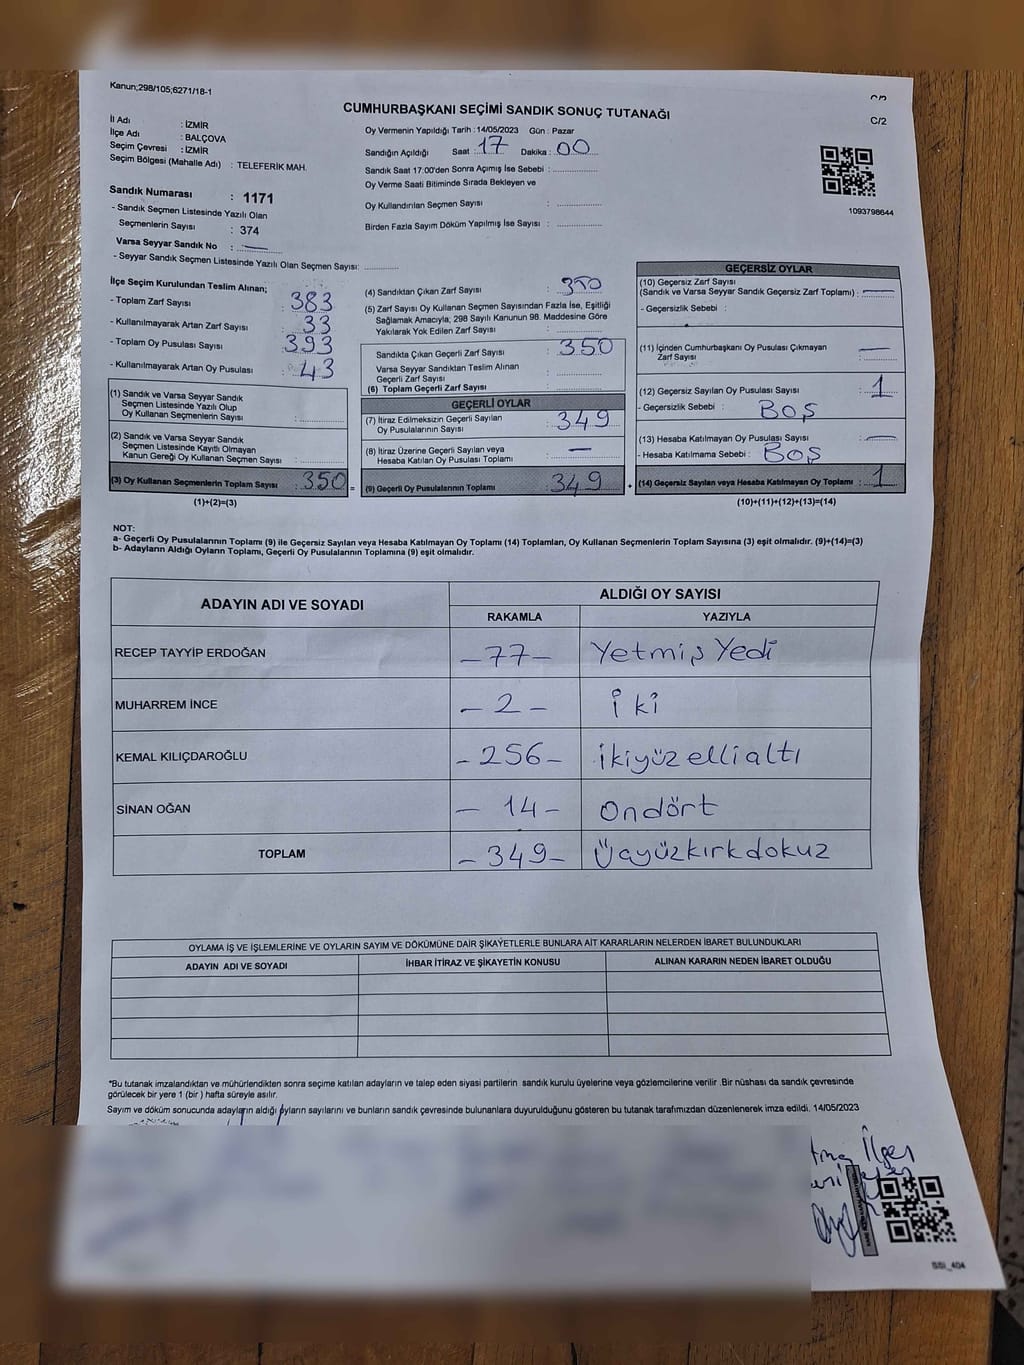 Kanun;298/105;6271/18-1
C/2
CUMHURBAŞKANI SEÇİMİ SANDIK SONUÇ TUTANAĞI
İl Adı : İZMİR
İlçe Adı : BALÇOVA
Seçim Çevresi : İZMİR
Seçim Bölgesi (Mahalle Adı) : TELEFERİK MAH.
Sandık Numarası : 1171
- Sandık Seçmen Listesinde Yazılı Olan
Seçmenlerin Sayısı : 374
Varsa Seyyar Sandık No : —
- Seyyar Sandık Seçmen Listesinde Yazılı Olan Seçmen Sayısı: ............
Oy Vermenin Yapıldığı Tarih : 14/05/2023 Gün : Pazar
Sandığın Açıldığı Saat : 17 Dakika : 00
Sandık Saat 17:00'den Sonra Açımış İse Sebebi : ............
Oy Verme Saati Bitiminde Sırada Bekleyen ve
Oy Kullandırılan Seçmen Sayısı : ............
Birden Fazla Sayım Döküm Yapılmış İse Sayısı : ............
1093798644
İlçe Seçim Kurulundan Teslim Alınan;
- Toplam Zarf Sayısı : 383
- Kullanılmayarak Artan Zarf Sayısı : 33
- Toplam Oy Pusulası Sayısı : 393
- Kullanılmayarak Artan Oy Pusulası : 43
(1) Sandık ve Varsa Seyyar Sandık
Seçmen Listesinde Yazılı Olup
Oy Kullanan Seçmenlerin Sayısı : ............
(2) Sandık ve Varsa Seyyar Sandık
Seçmen Listesinde Kayıtlı Olmayan
Kanun Gereği Oy Kullanan Seçmen Sayısı : ............
(3) Oy Kullanan Seçmenlerin Toplam Sayısı : 350 =
(1)+(2)=(3)
(4) Sandıktan Çıkan Zarf Sayısı : 350
(5) Zarf Sayısı Oy Kullanan Seçmen Sayısından Fazla İse, Eşitliği
Sağlamak Amacıyla; 298 Sayılı Kanunun 98. Maddesine Göre
Yakılarak Yok Edilen Zarf Sayısı : ............
Sandıkta Çıkan Geçerli Zarf Sayısı : 350
Varsa Seyyar Sandıktan Teslim Alınan
Geçerli Zarf Sayısı : ............
(6) Toplam Geçerli Zarf Sayısı : ............
GEÇERLİ OYLAR
(7) İtiraz Edilmeksizin Geçerli Sayılan
Oy Pusulalarının Sayısı : 349
(8) İtiraz Üzerine Geçerli Sayılan veya
Hesaba Katılan Oy Pusulası Toplamı : —
(9) Geçerli Oy Pusulalarının Toplamı : 349 +
GEÇERSİZ OYLAR
(10) Geçersiz Zarf Sayısı
(Sandık ve Varsa Seyyar Sandık Geçersiz Zarf Toplamı) : —
- Geçersizlik Sebebi :
(11) İçinden Cumhurbaşkanı Oy Pusulası Çıkmayan
Zarf Sayısı : —
(12) Geçersiz Sayılan Oy Pusulası Sayısı : 1
- Geçersizlik Sebebi : BOŞ
(13) Hesaba Katılmayan Oy Pusulası Sayısı : —
- Hesaba Katılmama Sebebi : BOŞ
(14) Geçersiz Sayılan veya Hesaba Katılmayan Oy Toplamı : 1
(10)+(11)+(12)+(13)=(14)
NOT:
a- Geçerli Oy Pusulalarının Toplamı (9) ile Geçersiz Sayılan veya Hesaba Katılmayan Oy Toplamı (14) Toplamları, Oy Kullanan Seçmenlerin Toplam Sayısına (3) eşit olmalıdır. (9)+(14)=(3)
b- Adayların Aldığı Oyların Toplamı, Geçerli Oy Pusulalarının Toplamına (9) eşit olmalıdır.
ADAYIN ADI VE SOYADI ALDIĞI OY SAYISI
RAKAMLA YAZIYLA
RECEP TAYYİP ERDOĞAN -77- Yetmiş Yedi
MUHARREM İNCE -2- İki
KEMAL KILIÇDAROĞLU -256- İkiyüzellialtı
SİNAN OĞAN -14- Ondört
TOPLAM -349- Üçyüzkırkdokuz
OYLAMA İŞ VE İŞLEMLERİNE VE OYLARIN SAYIM VE DÖKÜMÜNE DAİR ŞİKAYETLERLE BUNLARA AİT KARARLARIN NELERDEN İBARET BULUNDUKLARI
ADAYIN ADI VE SOYADI İHBAR İTİRAZ VE ŞİKAYETİN KONUSU ALINAN KARARIN NEDEN İBARET OLDUĞU
*Bu tutanak imzalandıktan ve mühürlendikten sonra seçime katılan adayların ve talep eden siyasi partilerin sandık kurulu üyelerine veya gözlemcilerine verilir .Bir nüshası da sandık çevresinde
görülecek bir yere 1 (bir ) hafta süreyle asılır.
Sayım ve döküm sonucunda adayların aldığı oyların sayılarını ve bunların sandık çevresinde bulunanlara duyurulduğunu gösteren bu tutanak tarafımızdan düzenlenerek imza edildi. 14/05/2023
SSI_404